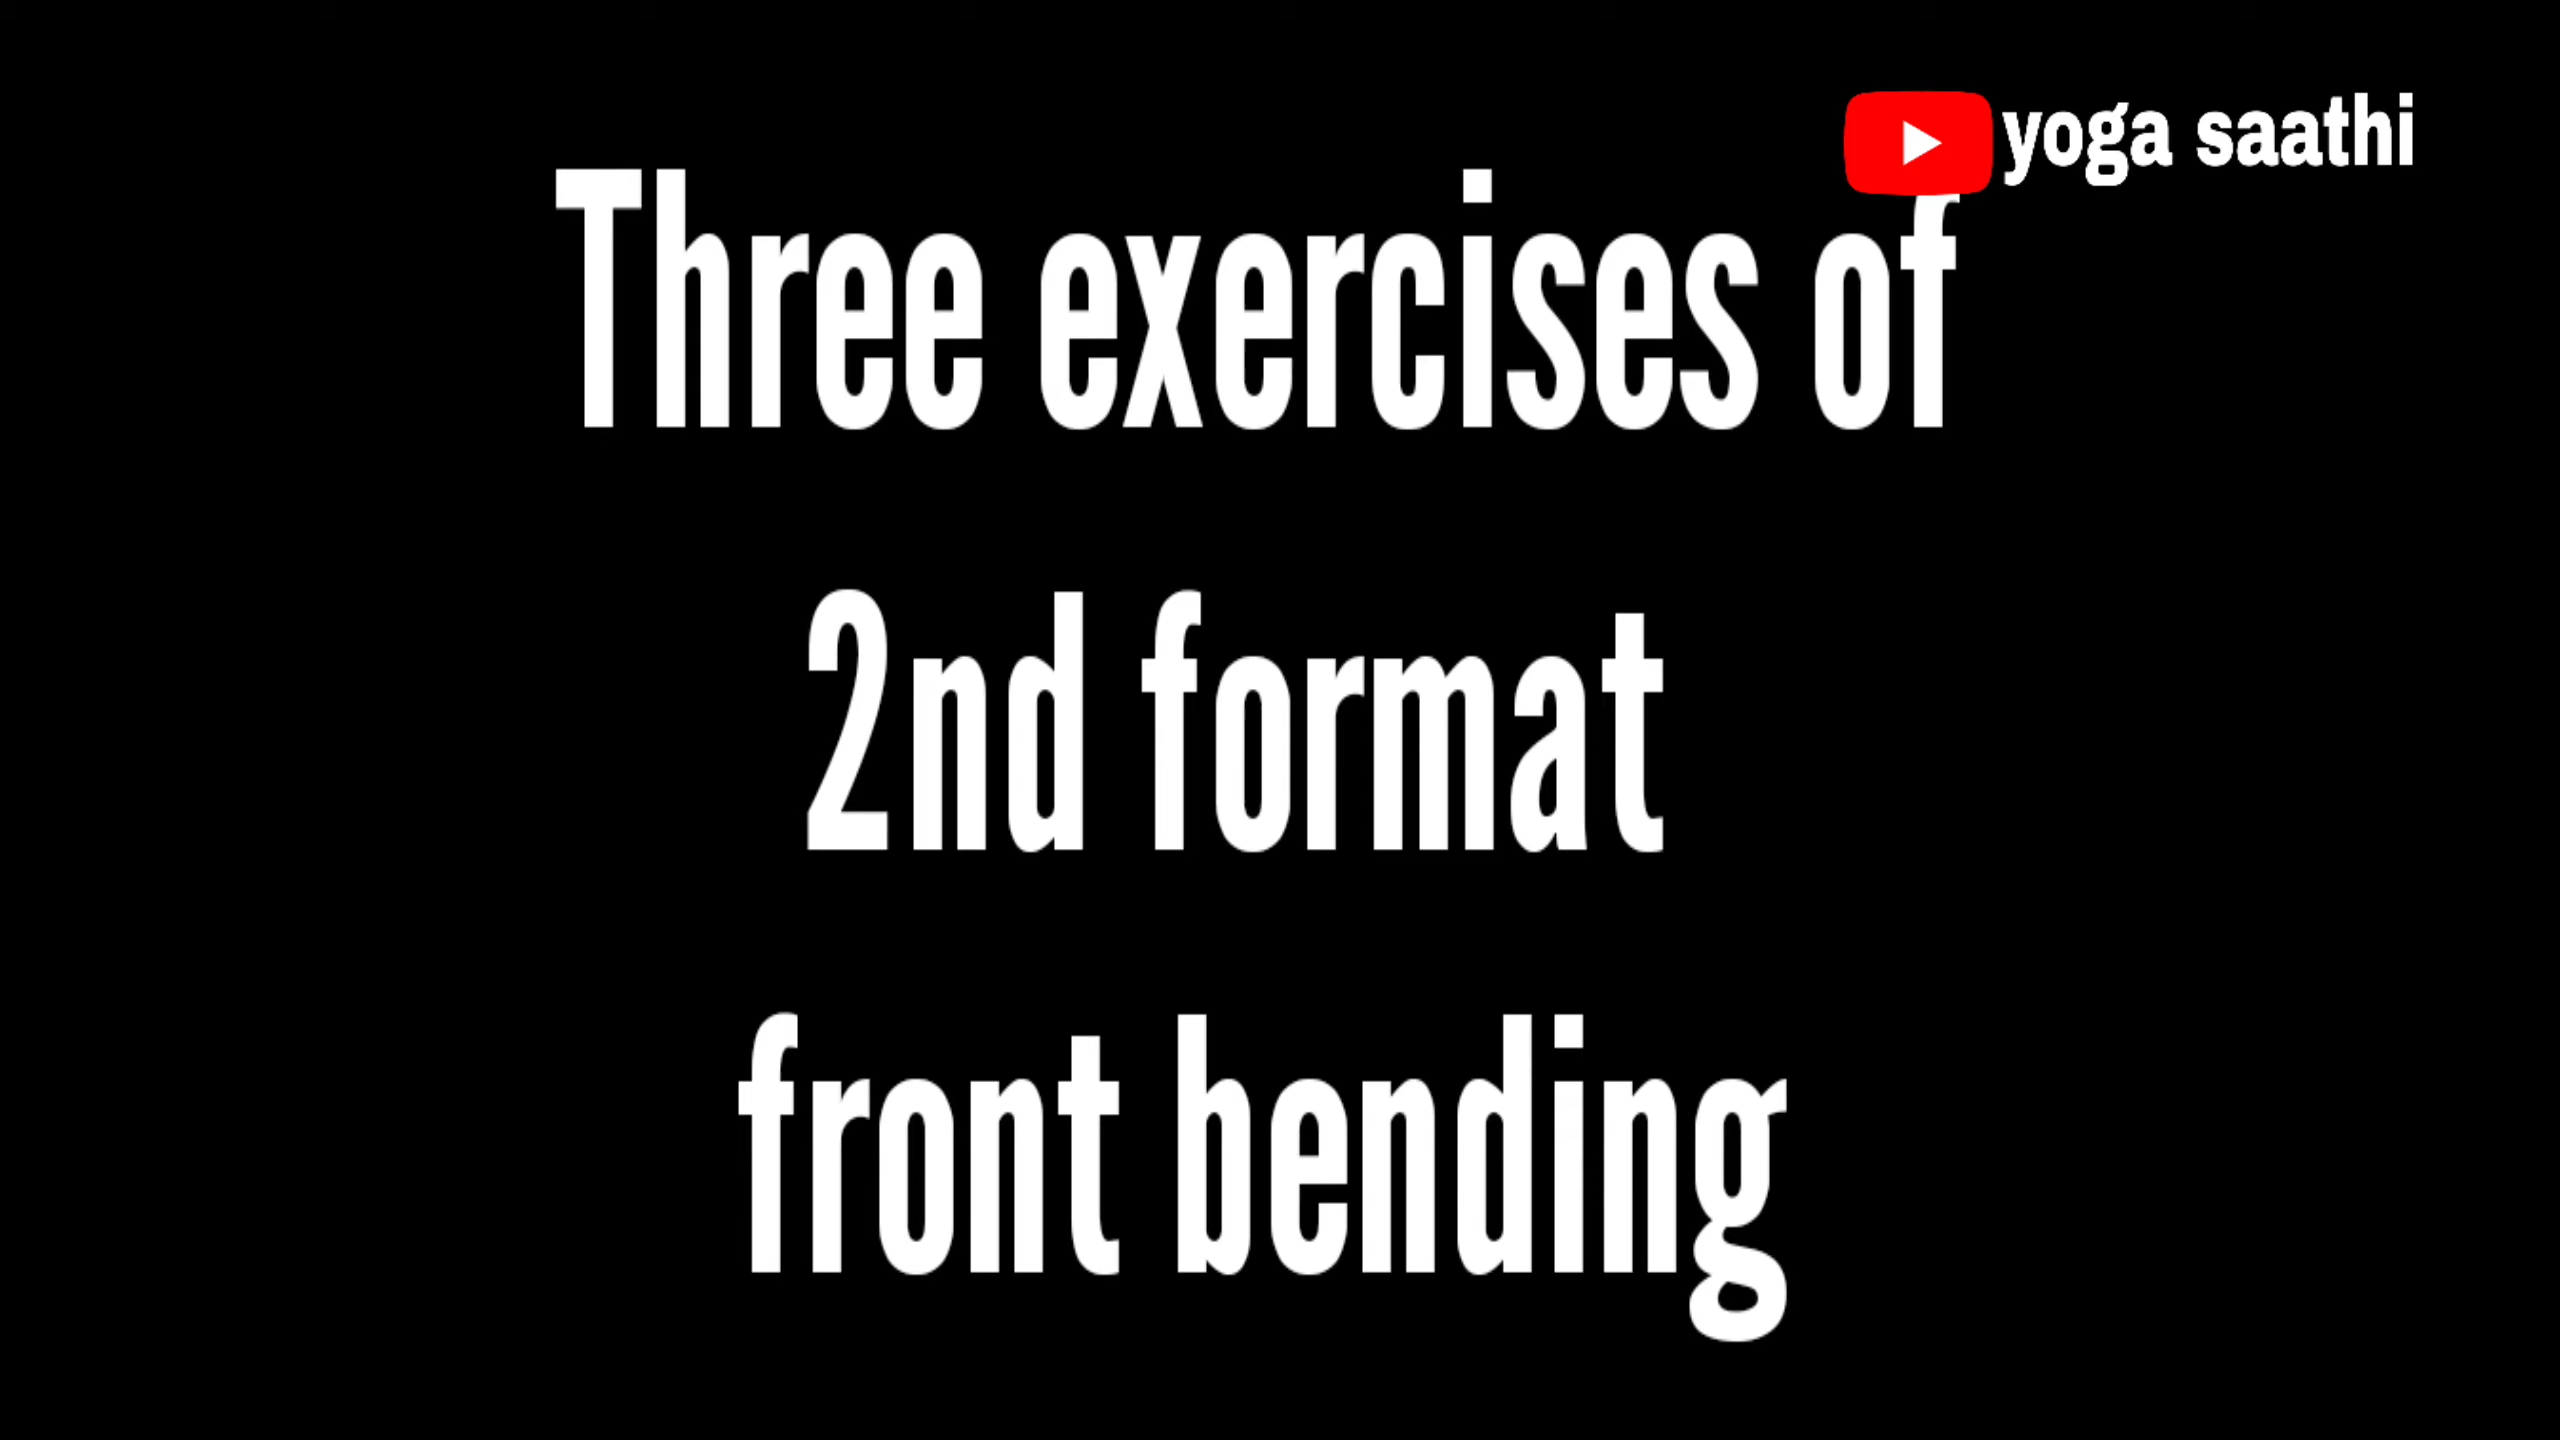 yoga saathi
Three exercises of
2nd format
front bending